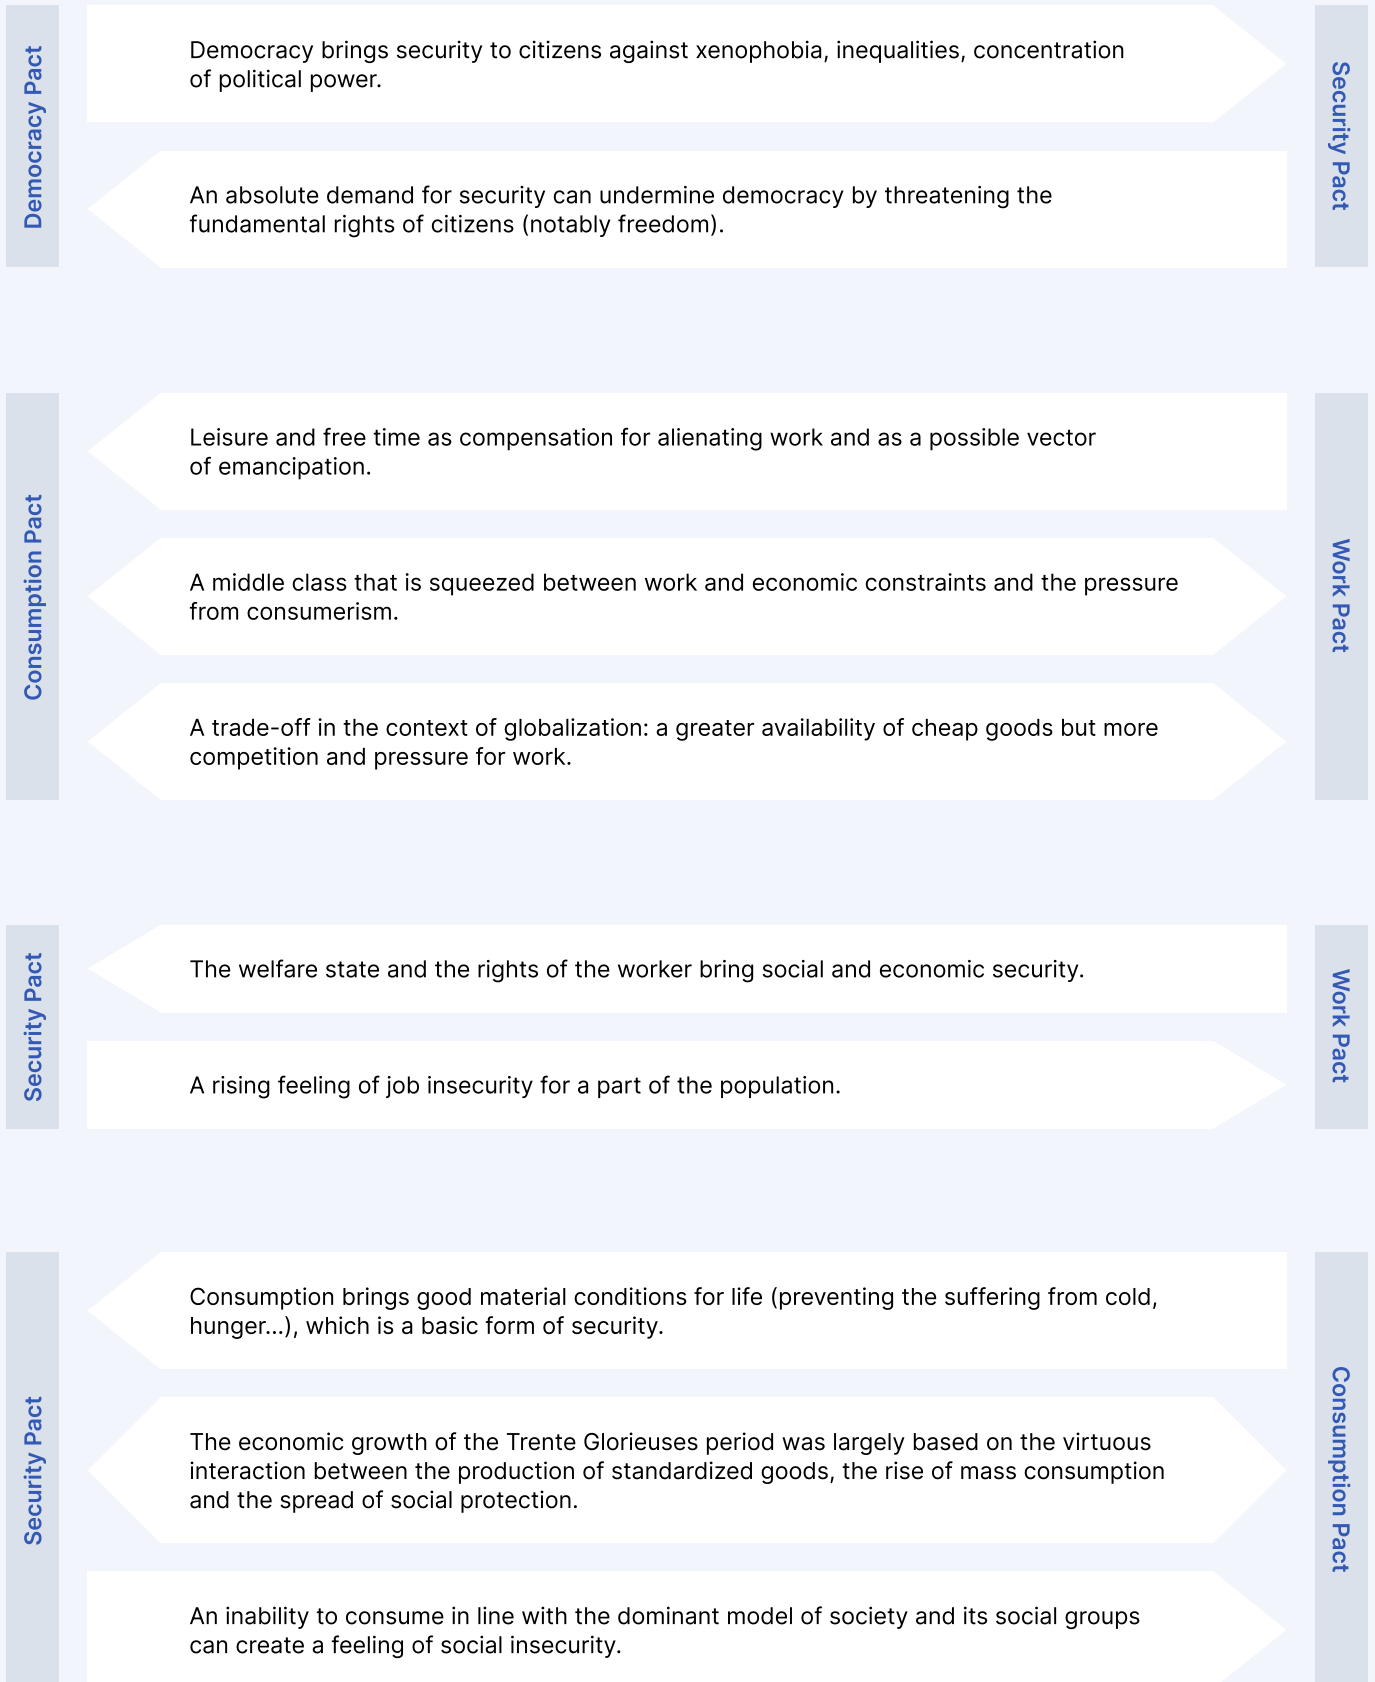 Democracy Pact
Democracy brings security to citizens against xenophobia, inequalities, concentration
of political power.
An absolute demand for security can undermine democracy by threatening the
fundamental rights of citizens (notably freedom).
Security Pact
Consumption Pact
Leisure and free time as compensation for alienating work and as a possible vector
of emancipation.
A middle class that is squeezed between work and economic constraints and the pressure
from consumerism.
A trade-off in the context of globalization: a greater availability of cheap goods but more
competition and pressure for work.
Work Pact
Security Pact
The welfare state and the rights of the worker bring social and economic security.
A rising feeling of job insecurity for a part of the population.
Work Pact
Security Pact
Consumption brings good material conditions for life (preventing the suffering from cold,
hunger...), which is a basic form of security.
The economic growth of the Trente Glorieuses period was largely based on the virtuous
interaction between the production of standardized goods, the rise of mass consumption
and the spread of social protection.
An inability to consume in line with the dominant model of society and its social groups
can create a feeling of social insecurity.
Consumption Pact